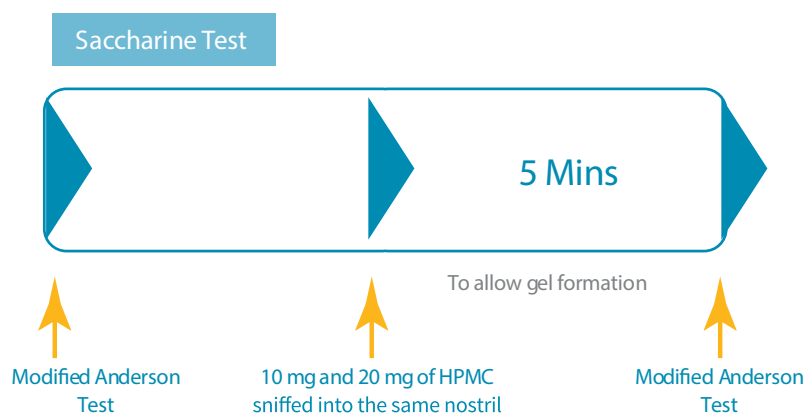 Saccharine Test
5 Mins
To allow gel formation
Modified Anderson
Test
10 mg and 20 mg of HPMC
sniffed into the same nostril
Modified Anderson
Test